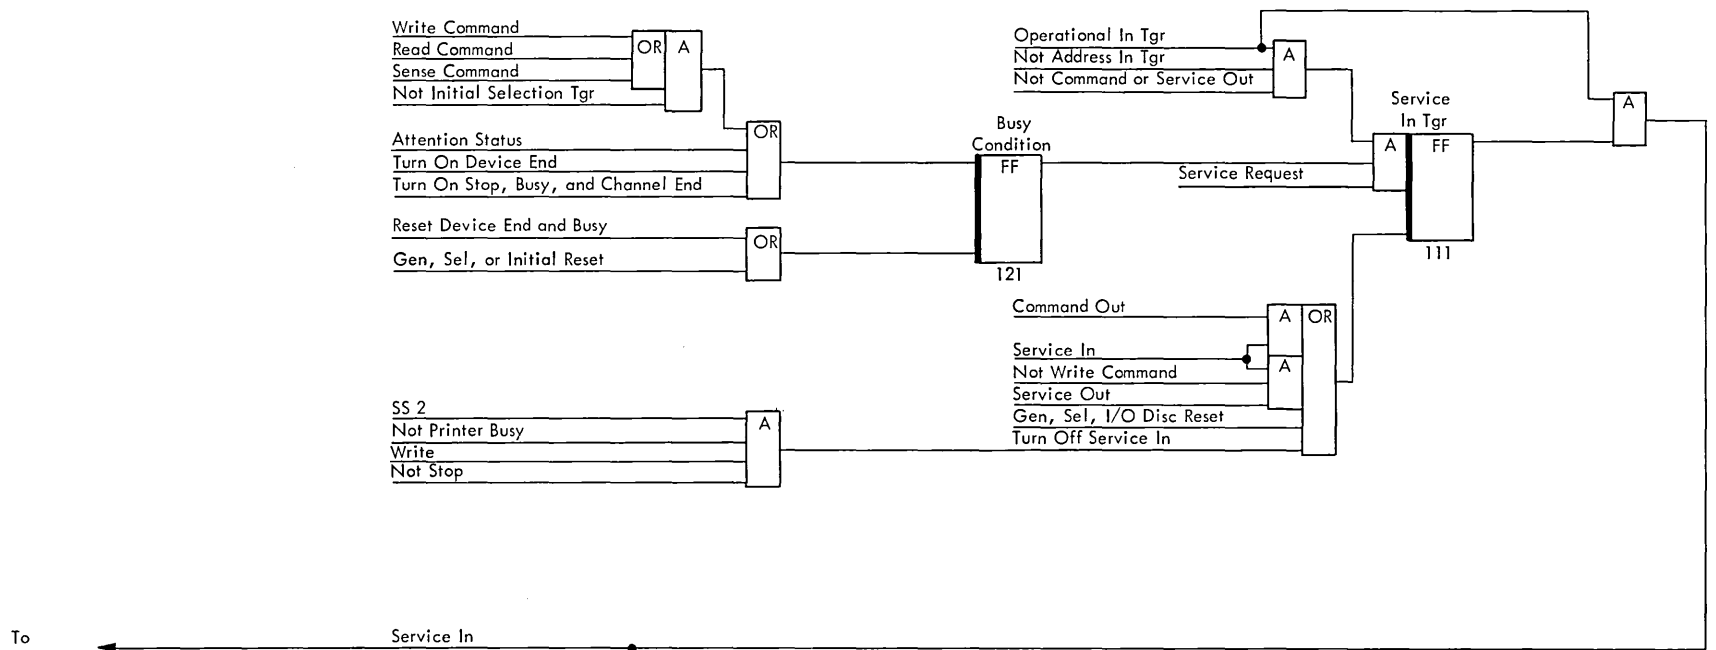 Write Command
Read Command
Sense Command
Not Initial Selection Tgr
OR
A
Attention Status
Turn On Device End
Turn On Stop, Busy, and Channel End
OR
Reset Device End and Busy
Gen, Sel, or Initial Reset
OR
Busy
Condition
FF
121
Operational In Tgr
Not Address In Tgr
Not Command or Service Out
A
Service
In Tgr
A
FF
111
Service Request
A
Command Out
Service In
Not Write Command
Service Out
Gen, Sel, I/O Disc Reset
Turn Off Service In
A
OR
A
SS 2
Not Printer Busy
Write
Not Stop
A
To
Service In